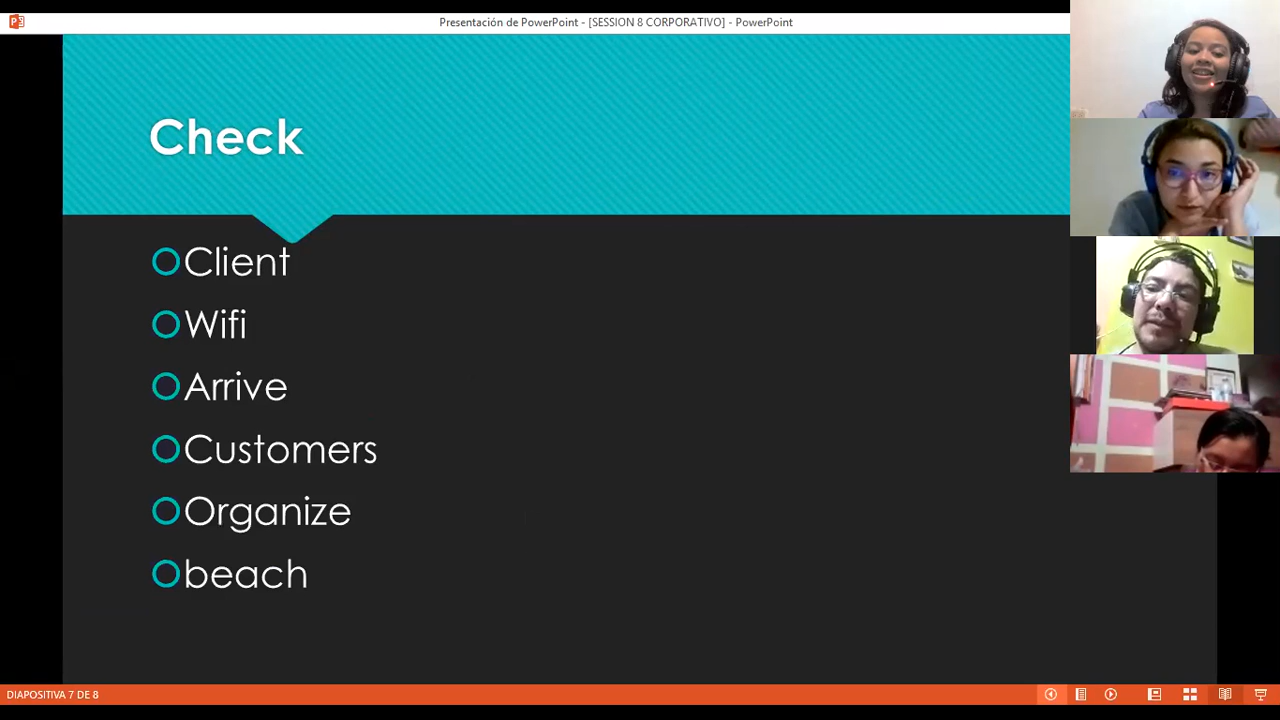 Presentación de PowerPoint - [SESSION 8 CORPORATIVO] - PowerPoint
Check
Client
Wifi
Arrive
Customers
Organize
beach
DIAPOSITIVA 7 DE 8